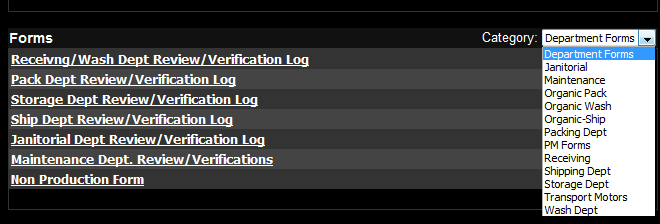 Forms Category: Department Forms
Receivng/Wash Dept Review/Verification Log
Pack Dept Review/Verification Log
Storage Dept Review/Verification Log
Ship Dept Review/Verification Log
Janitorial Dept Review/Verification Log
Maintenance Dept. Review/Verifications
Non Production Form
Department Forms
Janitorial
Maintenance
Organic Pack
Organic Wash
Organic-Ship
Packing Dept
PM Forms
Receiving
Shipping Dept
Storage Dept
Transport Motors
Wash Dept